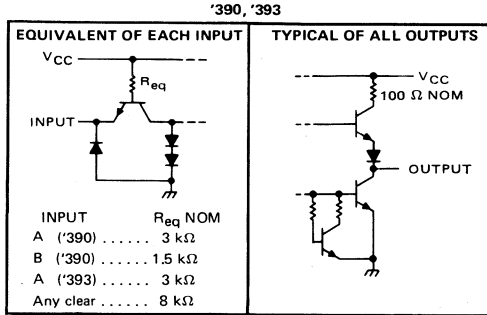 '390, '393
EQUIVALENT OF EACH INPUT
VCC
Req
INPUT
INPUT Req NOM
A ('390) ...... 3 kΩ
B ('390) ...... 1.5 kΩ
A ('393) ...... 3 kΩ
Any clear ...... 8 kΩ
TYPICAL OF ALL OUTPUTS
VCC
100 Ω NOM
OUTPUT